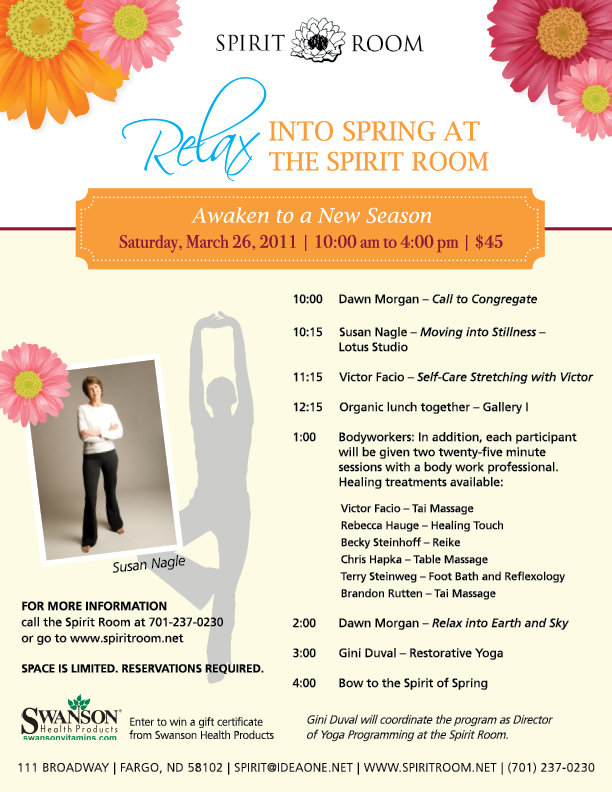 SPIRIT ROOM
Relax INTO SPRING AT
THE SPIRIT ROOM
Awaken to a New Season
Saturday, March 26, 2011 | 10:00 am to 4:00 pm | $45
10:00 Dawn Morgan – Call to Congregate
10:15 Susan Nagle – Moving into Stillness –
Lotus Studio
11:15 Victor Facio – Self-Care Stretching with Victor
12:15 Organic lunch together – Gallery I
1:00 Bodyworkers: In addition, each participant
will be given two twenty-five minute
sessions with a body work professional.
Healing treatments available:
Victor Facio – Tai Massage
Rebecca Hauge – Healing Touch
Becky Steinhoff – Reike
Chris Hapka – Table Massage
Terry Steinweg – Foot Bath and Reflexology
Brandon Rutten – Tai Massage
2:00 Dawn Morgan – Relax into Earth and Sky
3:00 Gini Duval – Restorative Yoga
4:00 Bow to the Spirit of Spring
Gini Duval will coordinate the program as Director
of Yoga Programming at the Spirit Room.
Susan Nagle
FOR MORE INFORMATION
call the Spirit Room at 701-237-0230
or go to www.spiritroom.net
SPACE IS LIMITED. RESERVATIONS REQUIRED.
SWANSON®
Health Products
swansonvitamins.com
Enter to win a gift certificate
from Swanson Health Products
111 BROADWAY | FARGO, ND 58102 | SPIRIT@IDEAONE.NET | WWW.SPIRITROOM.NET | (701) 237-0230